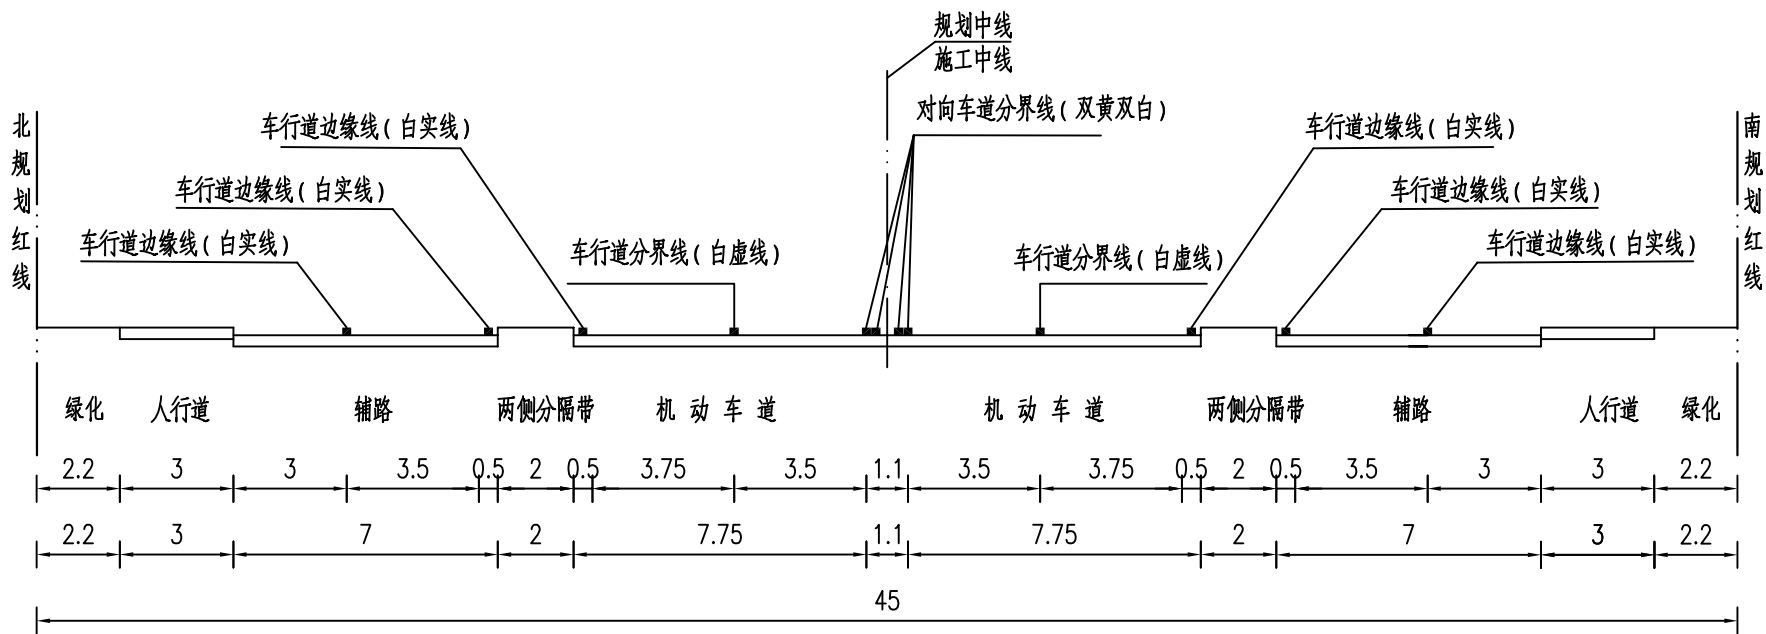 规划中线
施工中线
对向车道分界线(双黄双白)
北规划红线
车行道边缘线(白实线)
车行道边缘线(白实线)
车行道边缘线(白实线)
车行道分界线(白虚线)
车行道分界线(白虚线)
车行道边缘线(白实线)
车行道边缘线(白实线)
车行道边缘线(白实线)
南规划红线
绿化 人行道 辅路 两侧分隔带 机动车道 机动车道 两侧分隔带 辅路 人行道 绿化
2.2 3 3 3.5 0.5 2 0.5 3.75 3.5 1.1 3.5 3.75 0.5 2 0.5 3.5 3 3 2.2
2.2 3 7 2 7.75 1.1 7.75 2 7 3 2.2
45